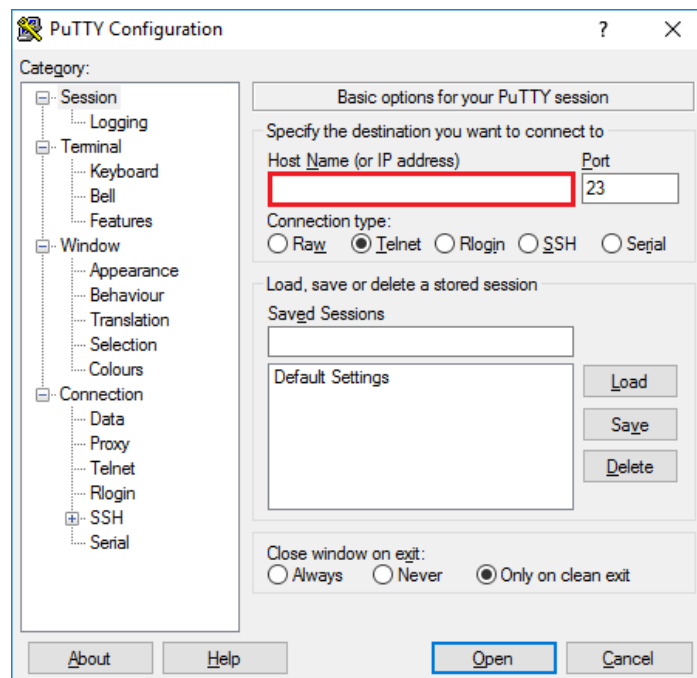 PuTTY Configuration
?
Category:
Session
Logging
Terminal
Keyboard
Bell
Features
Window
Appearance
Behaviour
Translation
Selection
Colours
Connection
Data
Proxy
Telnet
Rlogin
SSH
Serial
Basic options for your PuTTY session
Specify the destination you want to connect to
Host Name (or IP address) Port
23
Connection type:
Raw Telnet Rlogin SSH Serial
Load, save or delete a stored session
Saved Sessions
Default Settings
Load
Save
Delete
Close window on exit:
Always Never Only on clean exit
About Help Open Cancel